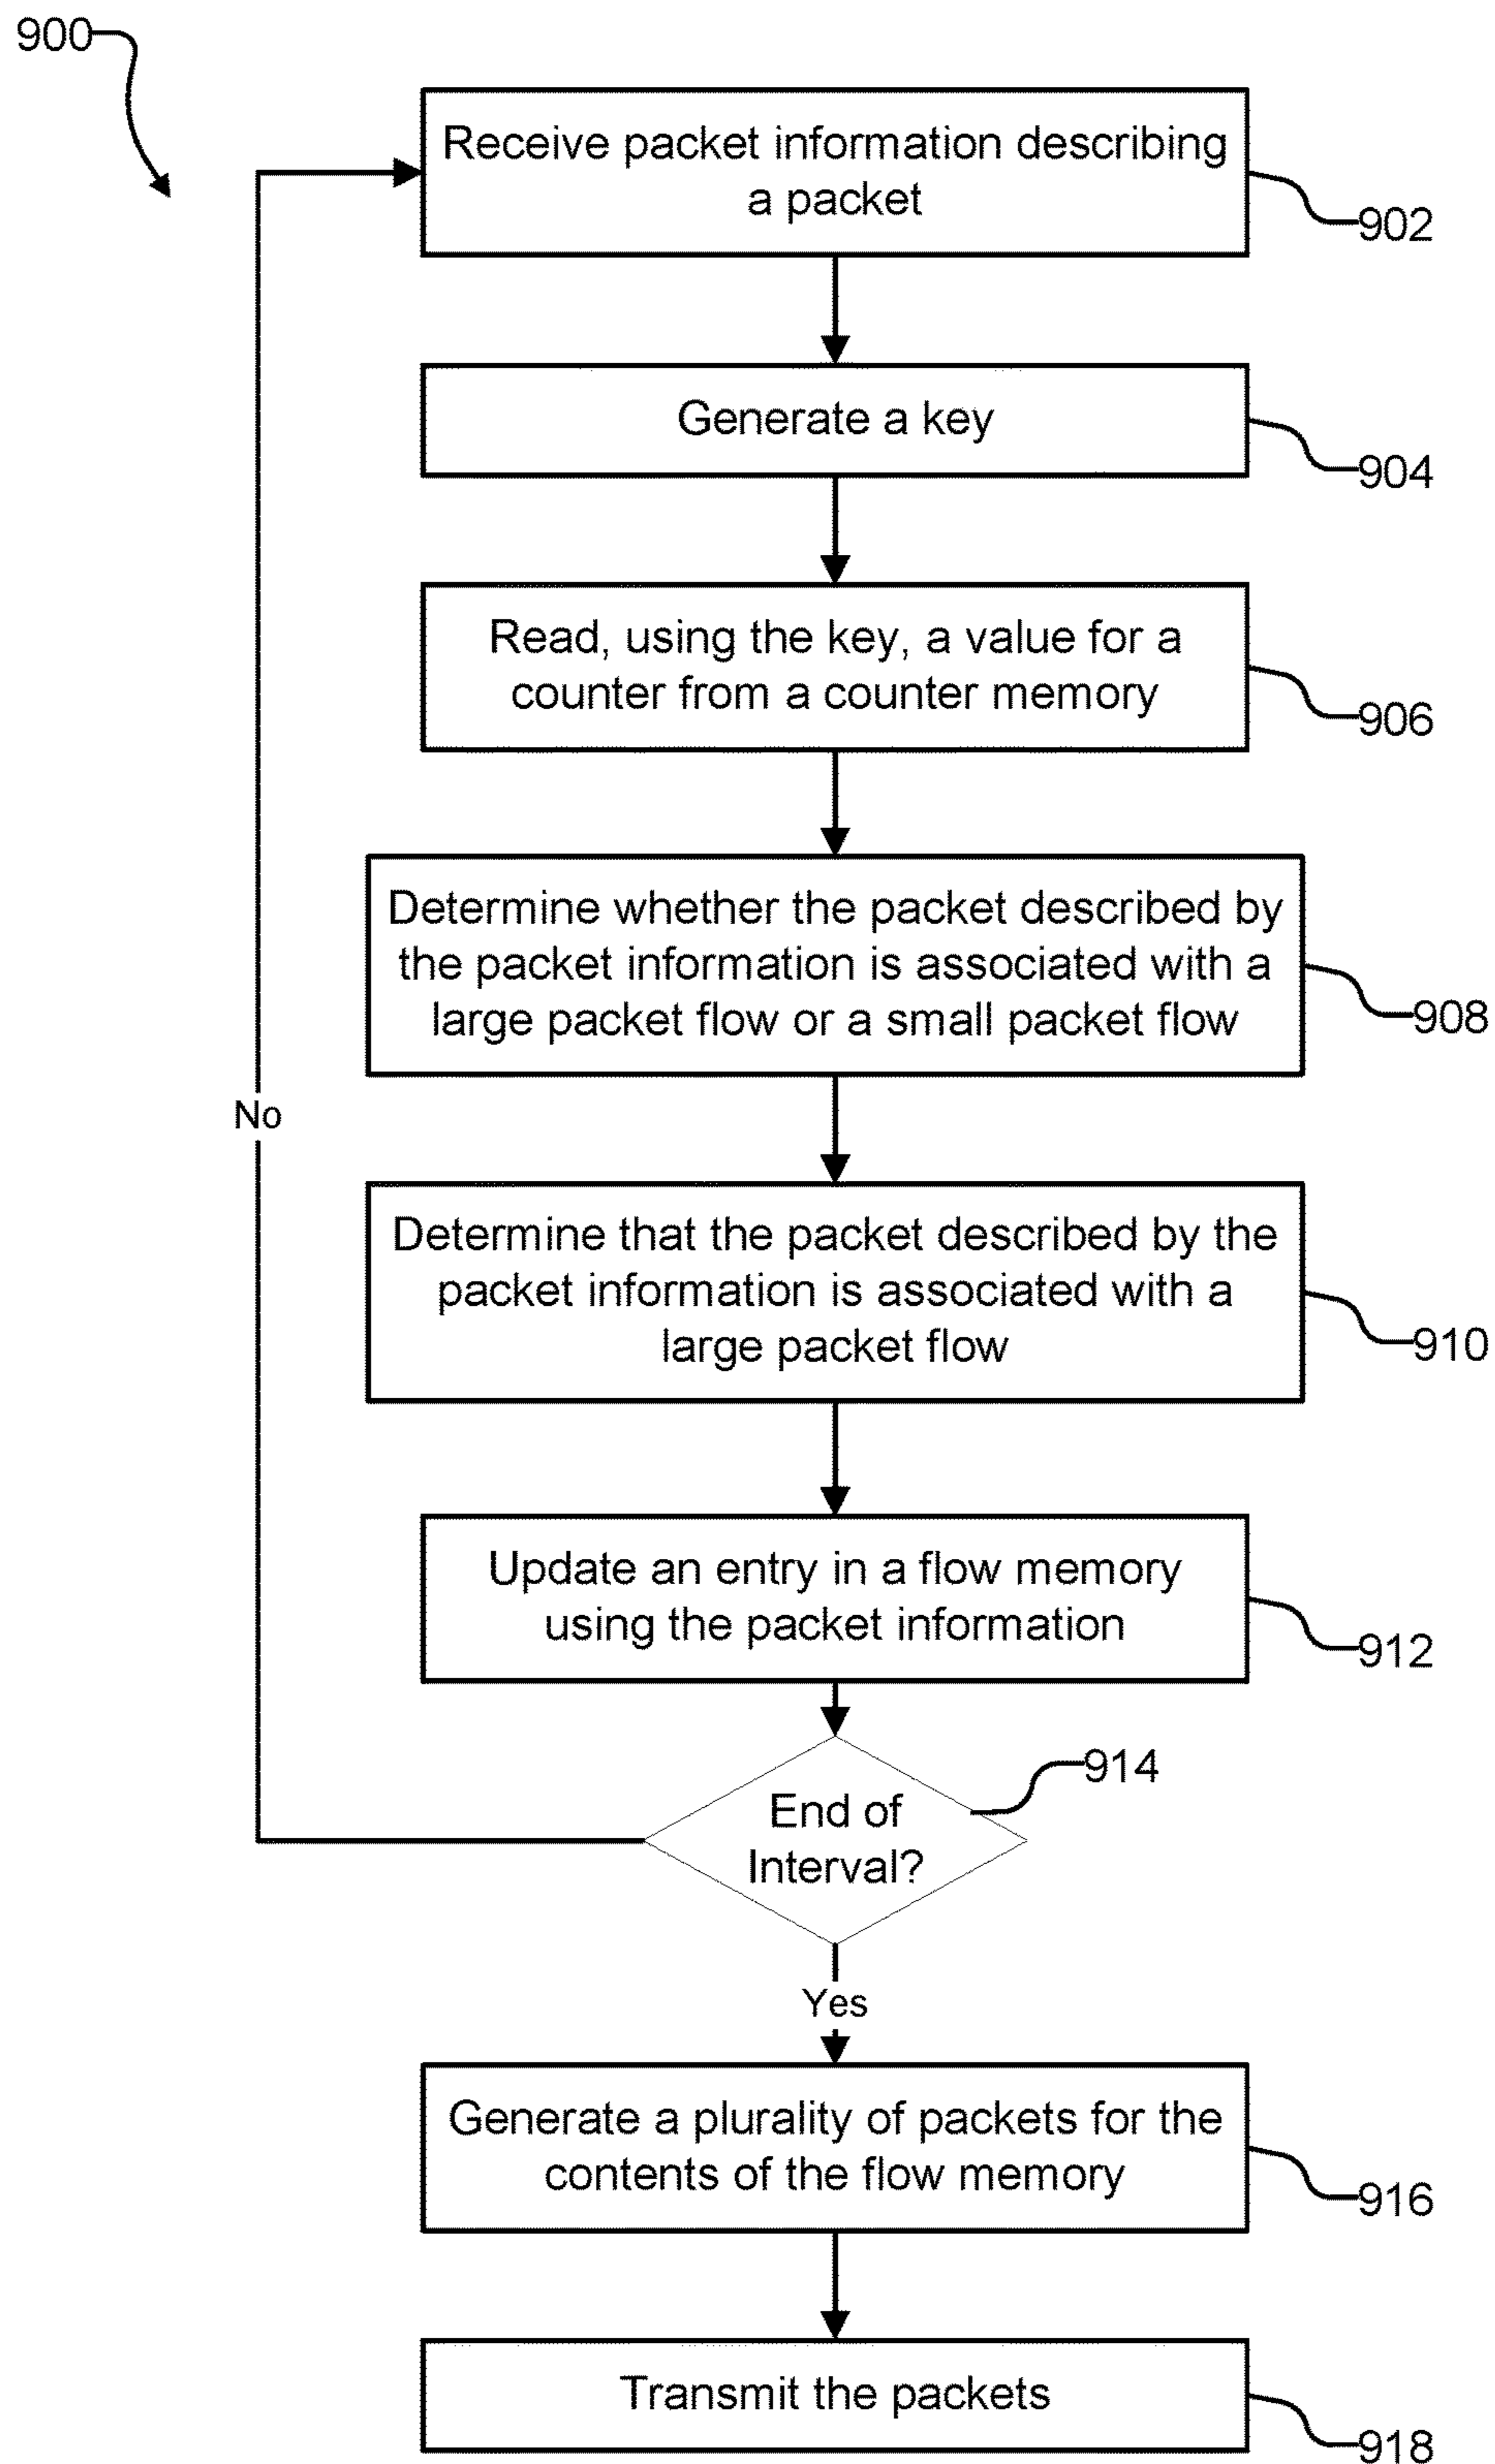 900
Receive packet information describing
a packet
902
Generate a key
904
Read, using the key, a value for a
counter from a counter memory
906
Determine whether the packet described by
the packet information is associated with a
large packet flow or a small packet flow
908
No
Determine that the packet described by the
packet information is associated with a
large packet flow
910
Update an entry in a flow memory
using the packet information
912
914
End of
Interval?
Yes
Generate a plurality of packets for the
contents of the flow memory
916
Transmit the packets
918